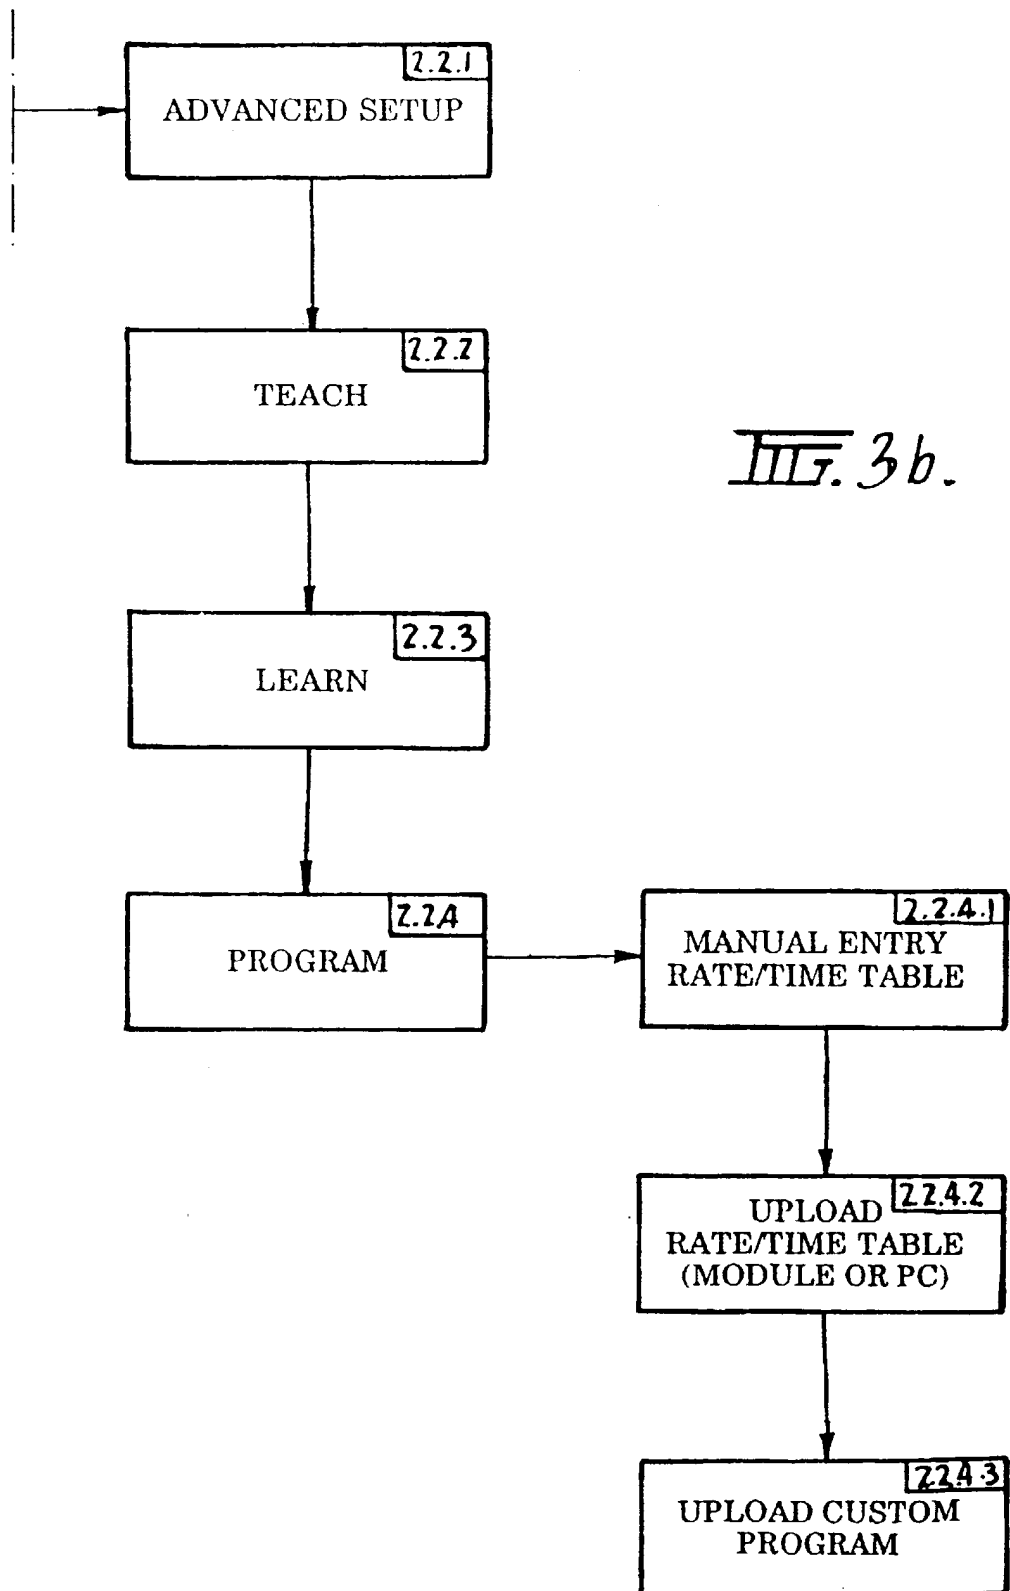 2.2.1
ADVANCED SETUP
2.2.2
TEACH
FIG. 3b.
2.2.3
LEARN
2.2.4
PROGRAM
2.2.4.1
MANUAL ENTRY
RATE/TIME TABLE
2.2.4.2
UPLOAD
RATE/TIME TABLE
(MODULE OR PC)
2.2.4.3
UPLOAD CUSTOM
PROGRAM